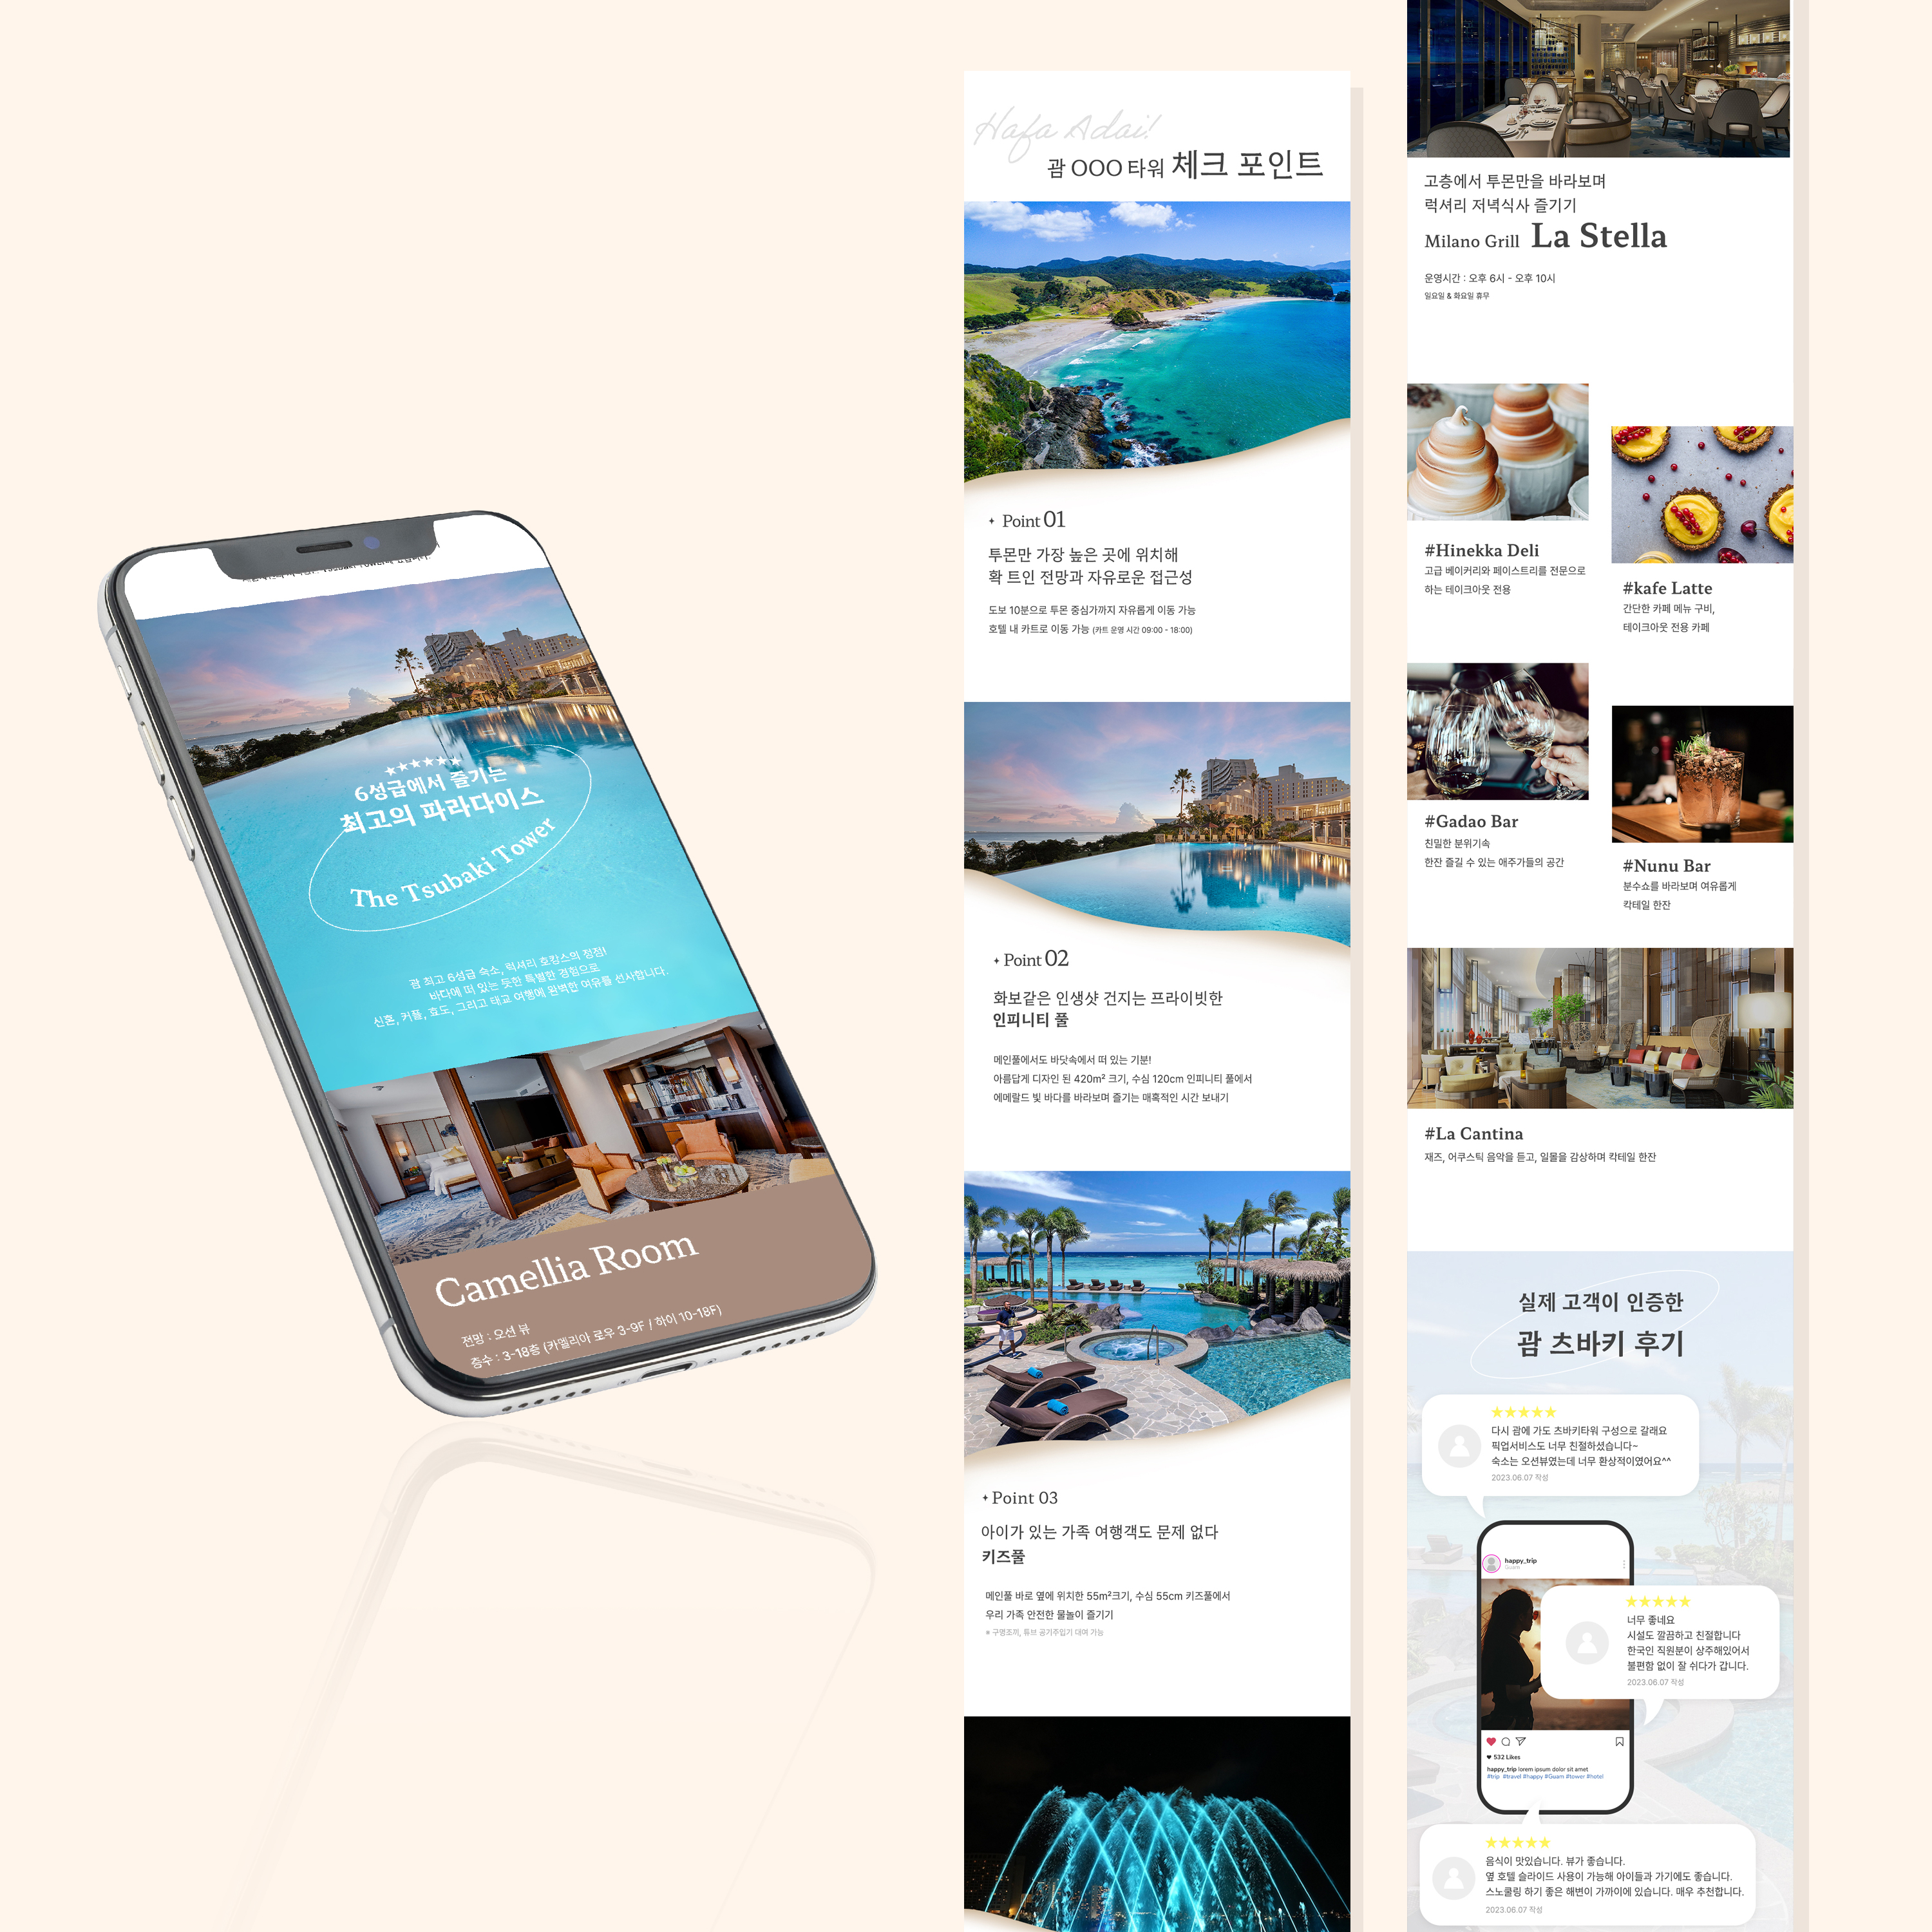 ★★★★★★
6성급에서 즐기는
최고의 파라다이스
The Tsubaki Tower
괌 최고 6성급 숙소, 럭셔리 호캉스의 정점!
바다에 떠 있는 듯한 특별한 경험으로
신혼, 커플, 효도, 그리고 태교 여행에 완벽한 여유를 선사합니다.
Camellia Room
전망 : 오션 뷰
층수 : 3-18층 (카멜리아 로우 3-9F / 하이 10-18F)
Hafa Adai!
괌 OOO 타워 체크 포인트
Point 01
투몬만 가장 높은 곳에 위치해
확 트인 전망과 자유로운 접근성
도보 10분으로 투몬 중심가까지 자유롭게 이동 가능
호텔 내 카트로 이동 가능 (카트 운영 시간 09:00 - 18:00)
Point 02
화보같은 인생샷 건지는 프라이빗한
인피니티 풀
메인풀에서도 바닷속에서 떠 있는 기분!
아름답게 디자인 된 420m² 크기, 수심 120cm 인피니티 풀에서
에메랄드 빛 바다를 바라보며 즐기는 매혹적인 시간 보내기
Point 03
아이가 있는 가족 여행객도 문제 없다
키즈풀
메인풀 바로 옆에 위치한 55m²크기, 수심 55cm 키즈풀에서
우리 가족 안전한 물놀이 즐기기
※ 구명조끼, 튜브 공기주입기 대여 가능
고층에서 투몬만을 바라보며
럭셔리 저녁식사 즐기기
Milano Grill La Stella
운영시간 : 오후 6시 - 오후 10시
일요일 & 화요일 휴무
#Hinekka Deli
고급 베이커리와 페이스트리를 전문으로
하는 테이크아웃 전용
#kafe Latte
간단한 카페 메뉴 구비,
테이크아웃 전용 카페
#Gadao Bar
친밀한 분위기속
한잔 즐길 수 있는 애주가들의 공간
#Nunu Bar
분수쇼를 바라보며 여유롭게
칵테일 한잔
#La Cantina
재즈, 어쿠스틱 음악을 듣고, 일몰을 감상하며 칵테일 한잔
실제 고객이 인증한
괌 츠바키 후기
★★★★★
다시 괌에 가도 츠바키타워 구성으로 갈래요
픽업서비스도 너무 친절하셨습니다~
숙소는 오션뷰였는데 너무 환상적이였어요^^
2023.06.07 작성
happy_trip
Guam
★★★★★
너무 좋네요
시설도 깔끔하고 친절합니다
한국인 직원분이 상주해있어서
불편함 없이 잘 쉬다가 갑니다.
2023.06.07 작성
532 Likes
happy_trip lorem ipsum dolor sit amet
#trip #travel #happy #Guam #tower #hotel
★★★★★
음식이 맛있습니다. 뷰가 좋습니다.
옆 호텔 슬라이드 사용이 가능해 아이들과 가기에도 좋습니다.
스노쿨링 하기 좋은 해변이 가까이에 있습니다. 매우 추천합니다.
2023.06.07 작성